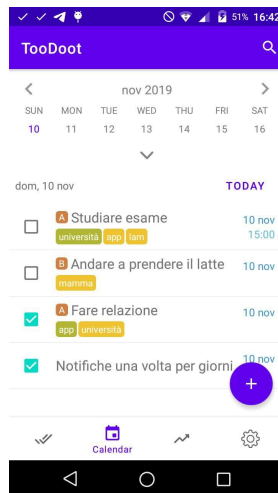 51% 16:42
TooDoot
nov 2019
SUN MON TUE WED THU FRI SAT
10 11 12 13 14 15 16
dom, 10 nov TODAY
A Studiare esame 10 nov
università app lam 15:00
B Andare a prendere il latte 10 nov
mamma
A Fare relazione 10 nov
app università
Notifiche una volta per giorni 10 nov
Calendar